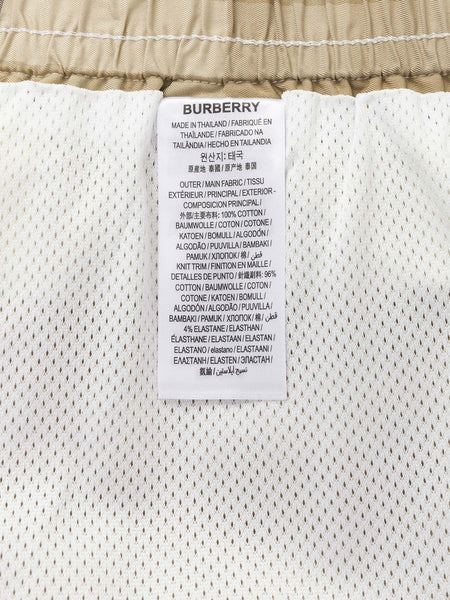 BURBERRY
MADE IN THAILAND / FABRIQUÉ EN
THAÏLANDE / FABRICADO NA
TAILÂNDIA / HECHO EN TAILANDIA
원산지: 태국
原産地 泰國 / 原产地 泰国
OUTER / MAIN FABRIC / TISSU
EXTÉRIEUR / PRINCIPAL / EXTERIOR -
COMPOSICION PRINCIPAL /
外部 / 主要布料: 100% COTTON /
BAUMWOLLE / COTON / COTONE /
KATOEN / BOMULL / ALGODÓN /
ALGODÃO / PUUVILLA / BAMBAKI /
PAMUK / ХЛОПОК / 棉 / قطن /
KNIT TRIM / FINITION EN MAILLE /
DETALLES DE PUNTO / 針織副料: 96%
COTTON / BAUMWOLLE / COTON /
COTONE / KATOEN / BOMULL /
ALGODÓN / ALGODÃO / PUUVILLA /
BAMBAKI / PAMUK / ХЛОПОК / 棉 / قطن
4% ELASTANE / ELASTHAN /
ÉLASTHANNE / ELASTAAN / ELASTAN /
ELASTANO / elastano / ELASTAANI /
ΕΛΑΣΤΑΝΗ / ELASTEN / ЭЛАСТАН /
氨綸 / نسيج إيلاستين /